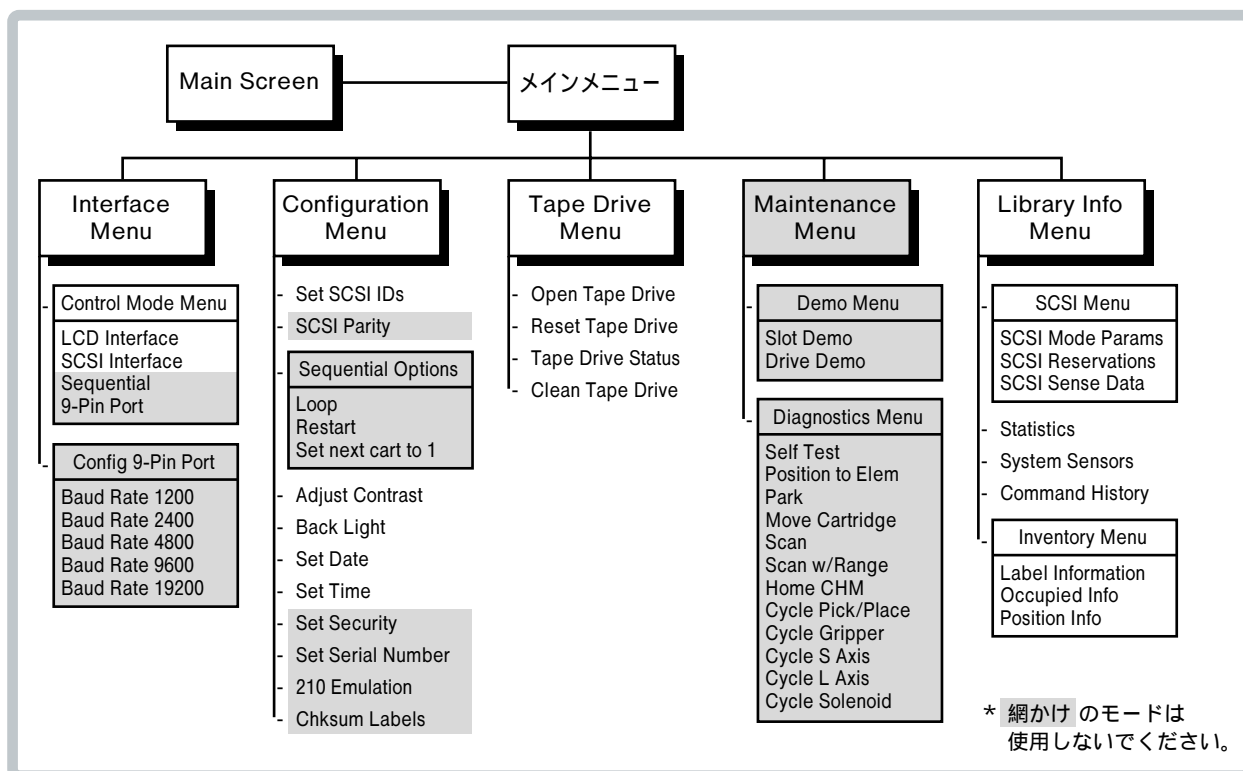 Main Screen
メインメニュー
Interface
Menu
Control Mode Menu
LCD Interface
SCSI Interface
Sequential
9-Pin Port
Config 9-Pin Port
Baud Rate 1200
Baud Rate 2400
Baud Rate 4800
Baud Rate 9600
Baud Rate 19200
Configuration
Menu
- Set SCSI IDs
- SCSI Parity
- Sequential Options
Loop
Restart
Set next cart to 1
- Adjust Contrast
- Back Light
- Set Date
- Set Time
- Set Security
- Set Serial Number
- 210 Emulation
- Chksum Labels
Tape Drive
Menu
- Open Tape Drive
- Reset Tape Drive
- Tape Drive Status
- Clean Tape Drive
Maintenance
Menu
- Demo Menu
Slot Demo
Drive Demo
- Diagnostics Menu
Self Test
Position to Elem
Park
Move Cartridge
Scan
Scan w/Range
Home CHM
Cycle Pick/Place
Cycle Gripper
Cycle S Axis
Cycle L Axis
Cycle Solenoid
Library Info
Menu
- SCSI Menu
SCSI Mode Params
SCSI Reservations
SCSI Sense Data
- Statistics
- System Sensors
- Command History
- Inventory Menu
Label Information
Occupied Info
Position Info
* 網かけ のモードは
使用しないでください。